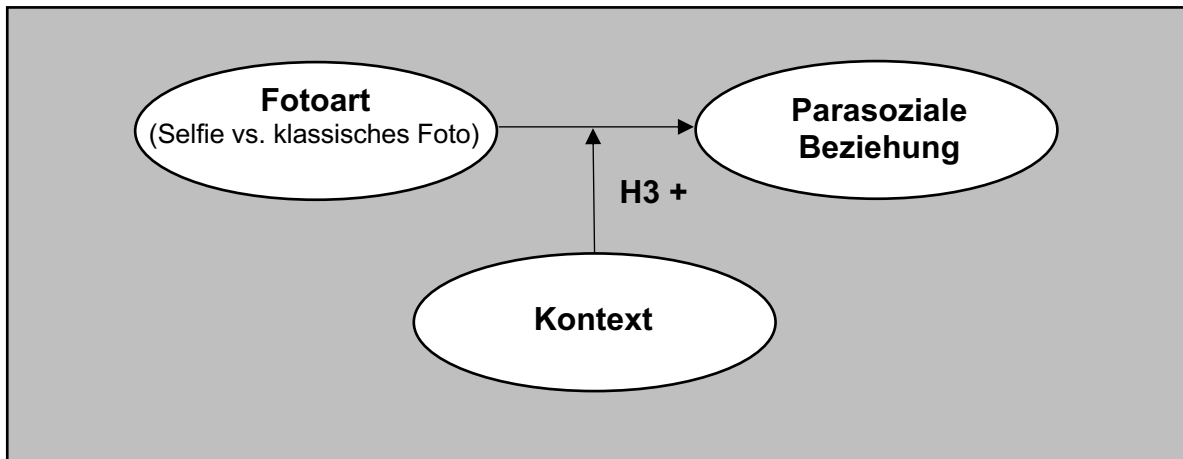 Fotoart
(Selfie vs. klassisches Foto)
Parasoziale
Beziehung
H3 +
Kontext